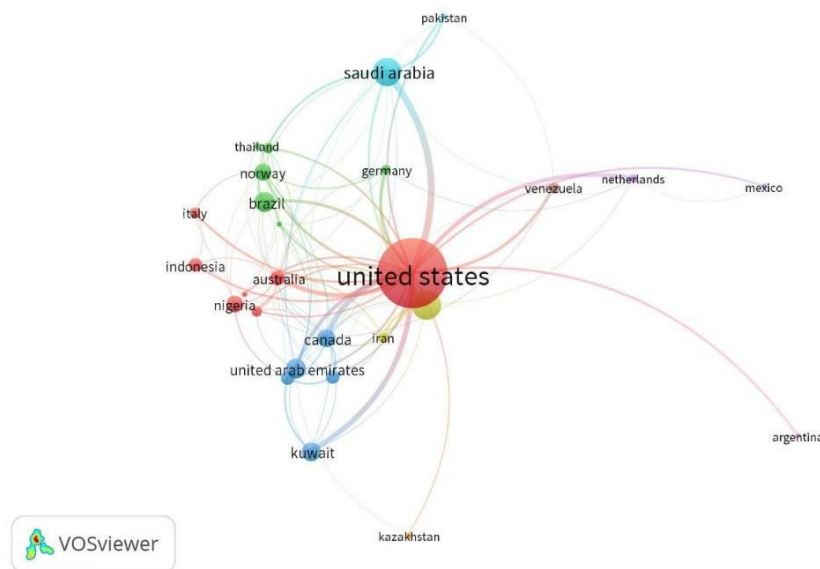 pakistan
saudi arabia
thailand
norway
germany
brazil
italy
venezuela
netherlands
mexico
indonesia
australia
united states
nigeria
canada
iran
united arab emirates
kuwait
argentina
kazakhstan
VOSviewer